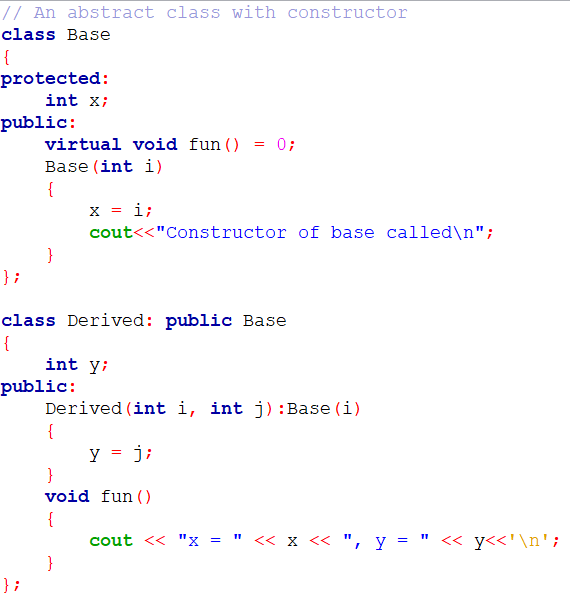 // An abstract class with constructor
class Base
{
protected:
    int x;
public:
    virtual void fun() = 0;
    Base(int i)
    {
        x = i;
        cout<<"Constructor of base called\n";
    }
};

class Derived: public Base
{
    int y;
public:
    Derived(int i, int j):Base(i)
    {
        y = j;
    }
    void fun()
    {
        cout << "x = " << x << ", y = " << y<<'\n';
    }
};